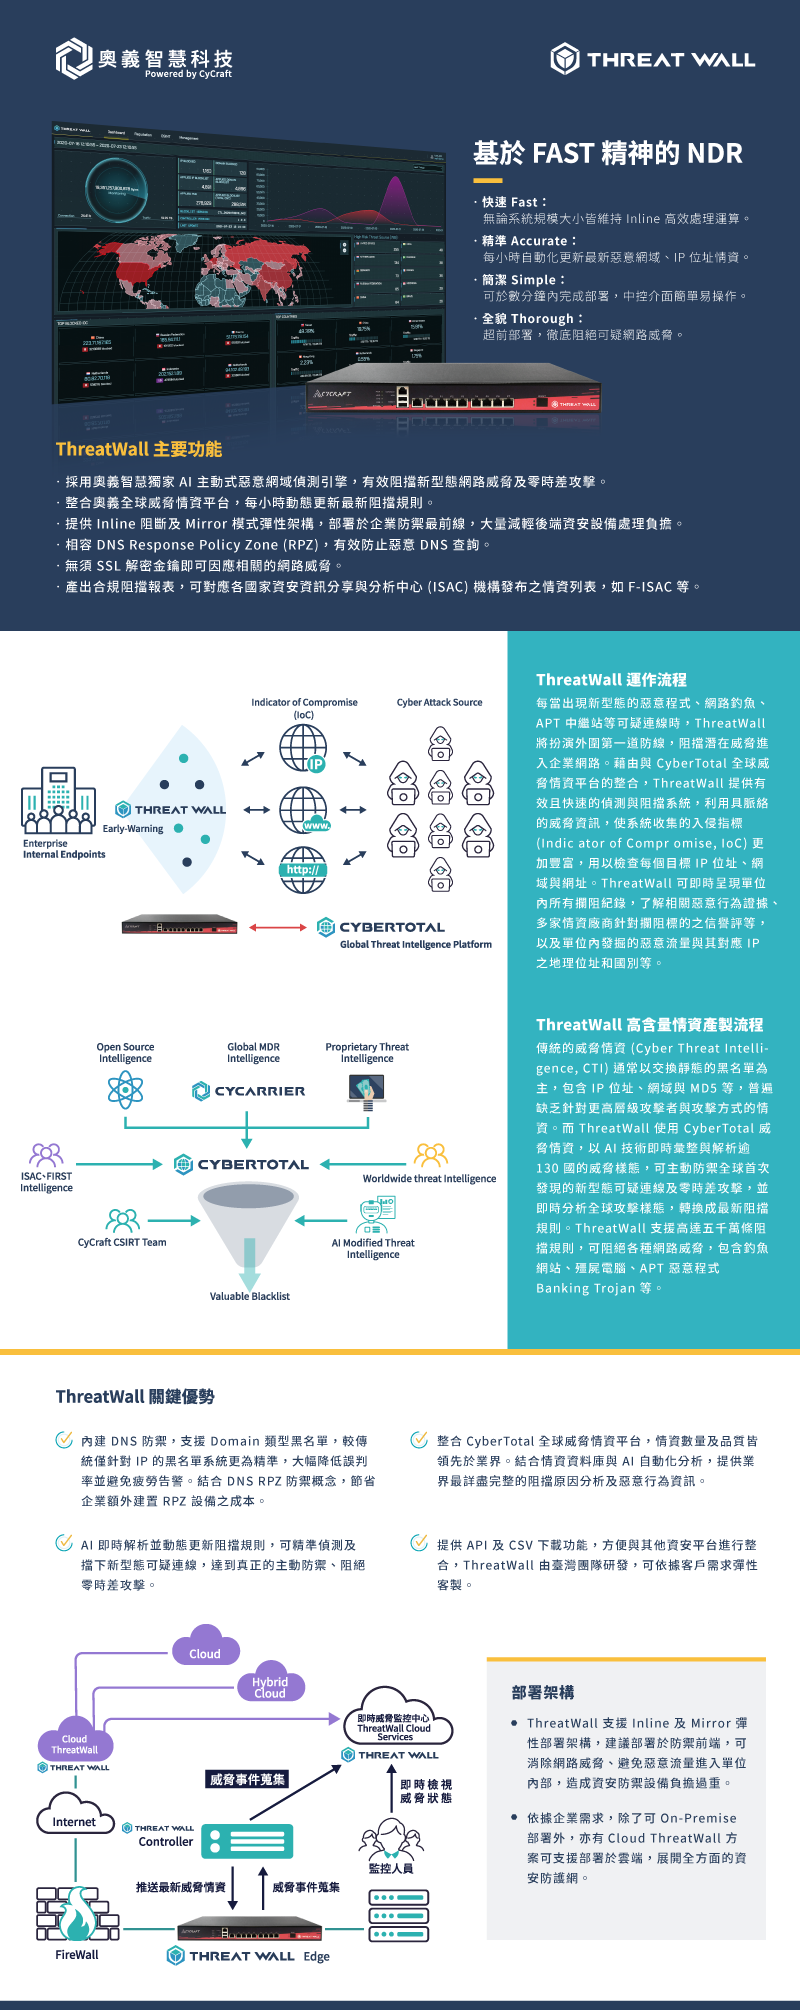 奧義智慧科技
Powered by CyCraft
THREAT WALL
基於 FAST 精神的 NDR
· 快速 Fast：
無論系統規模大小皆維持 Inline 高效處理運算。
· 精準 Accurate：
每小時自動化更新最新惡意網域、IP 位址情資。
· 簡潔 Simple：
可於數分鐘內完成部署，中控介面簡單易操作。
· 全貌 Thorough：
超前部署，徹底阻絕可疑網路威脅。
CYCRAFT
THREAT WALL
ThreatWall 主要功能
· 採用奧義智慧獨家 AI 主動式惡意網域偵測引擎，有效阻擋新型態網路威脅及零時差攻擊。
· 整合奧義全球威脅情資平台，每小時動態更新最新阻擋規則。
· 提供 Inline 阻斷及 Mirror 模式彈性架構，部署於企業防禦最前線，大量減輕後端資安設備處理負擔。
· 相容 DNS Response Policy Zone (RPZ)，有效防止惡意 DNS 查詢。
· 無須 SSL 解密金鑰即可因應相關的網路威脅。
· 產出合規阻擋報表，可對應各國家資安資訊分享與分析中心 (ISAC) 機構發布之情資列表，如 F-ISAC 等。
Indicator of Compromise
(IoC)
Cyber Attack Source
IP
THREAT WALL
Early-Warning
www.
Enterprise
Internal Endpoints
http://
CYBERTOTAL
Global Threat Intellgence Platform
ThreatWall 運作流程
每當出現新型態的惡意程式、網路釣魚、
APT 中繼站等可疑連線時，ThreatWall
將扮演外圍第一道防線，阻擋潛在威脅進
入企業網路。藉由與 CyberTotal 全球威
脅情資平台的整合，ThreatWall 提供有
效且快速的偵測與阻擋系統，利用具脈絡
的威脅資訊，使系統收集的入侵指標
(Indic ator of Compr omise, IoC) 更
加豐富，用以檢查每個目標 IP 位址、網
域與網址。ThreatWall 可即時呈現單位
內所有攔阻紀錄，了解相關惡意行為證據、
多家情資廠商針對攔阻標的之信譽評等，
以及單位內發掘的惡意流量與其對應 IP
之地理位址和國別等。
Open Source
Intelligence
Global MDR
Intelligence
Proprietary Threat
Intelligence
CYCARRIER
CYBERTOTAL
ISAC、FIRST
Intelligence
Worldwide threat Intelligence
CyCraft CSIRT Team
AI Modified Threat
Intelligence
Valuable Blacklist
ThreatWall 高含量情資產製流程
傳統的威脅情資 (Cyber Threat Intelli-
gence, CTI) 通常以交換靜態的黑名單為
主，包含 IP 位址、網域與 MD5 等，普遍
缺乏針對更高層級攻擊者與攻擊方式的情
資。而 ThreatWall 使用 CyberTotal 威
脅情資，以 AI 技術即時彙整與解析逾
130 國的威脅樣態，可主動防禦全球首次
發現的新型態可疑連線及零時差攻擊，並
即時分析全球攻擊樣態，轉換成最新阻擋
規則。ThreatWall 支援高達五千萬條阻
擋規則，可阻絕各種網路威脅，包含釣魚
網站、殭屍電腦、APT 惡意程式
Banking Trojan 等。
ThreatWall 關鍵優勢
內建 DNS 防禦，支援 Domain 類型黑名單，較傳
統僅針對 IP 的黑名單系統更為精準，大幅降低誤判
率並避免疲勞告警。結合 DNS RPZ 防禦概念，節省
企業額外建置 RPZ 設備之成本。
整合 CyberTotal 全球威脅情資平台，情資數量及品質皆
領先於業界。結合情資資料庫與 AI 自動化分析，提供業
界最詳盡完整的阻擋原因分析及惡意行為資訊。
AI 即時解析並動態更新阻擋規則，可精準偵測及
擋下新型態可疑連線，達到真正的主動防禦、阻絕
零時差攻擊。
提供 API 及 CSV 下載功能，方便與其他資安平台進行整
合，ThreatWall 由臺灣團隊研發，可依據客戶需求彈性
客製。
Cloud
Hybrid
Cloud
即時威脅監控中心
ThreatWall Cloud
Services
THREAT WALL
Cloud
ThreatWall
THREAT WALL
威脅事件蒐集
即時檢視
威脅狀態
Internet
THREAT WALL
Controller
監控人員
推送最新威脅情資
威脅事件蒐集
FireWall
THREAT WALL Edge
部署架構
● ThreatWall 支援 Inline 及 Mirror 彈
性部署架構，建議部署於防禦前端，可
消除網路威脅、避免惡意流量進入單位
內部，造成資安防禦設備負擔過重。
● 依據企業需求，除了可 On-Premise
部署外，亦有 Cloud ThreatWall 方
案可支援部署於雲端，展開全方面的資
安防護網。